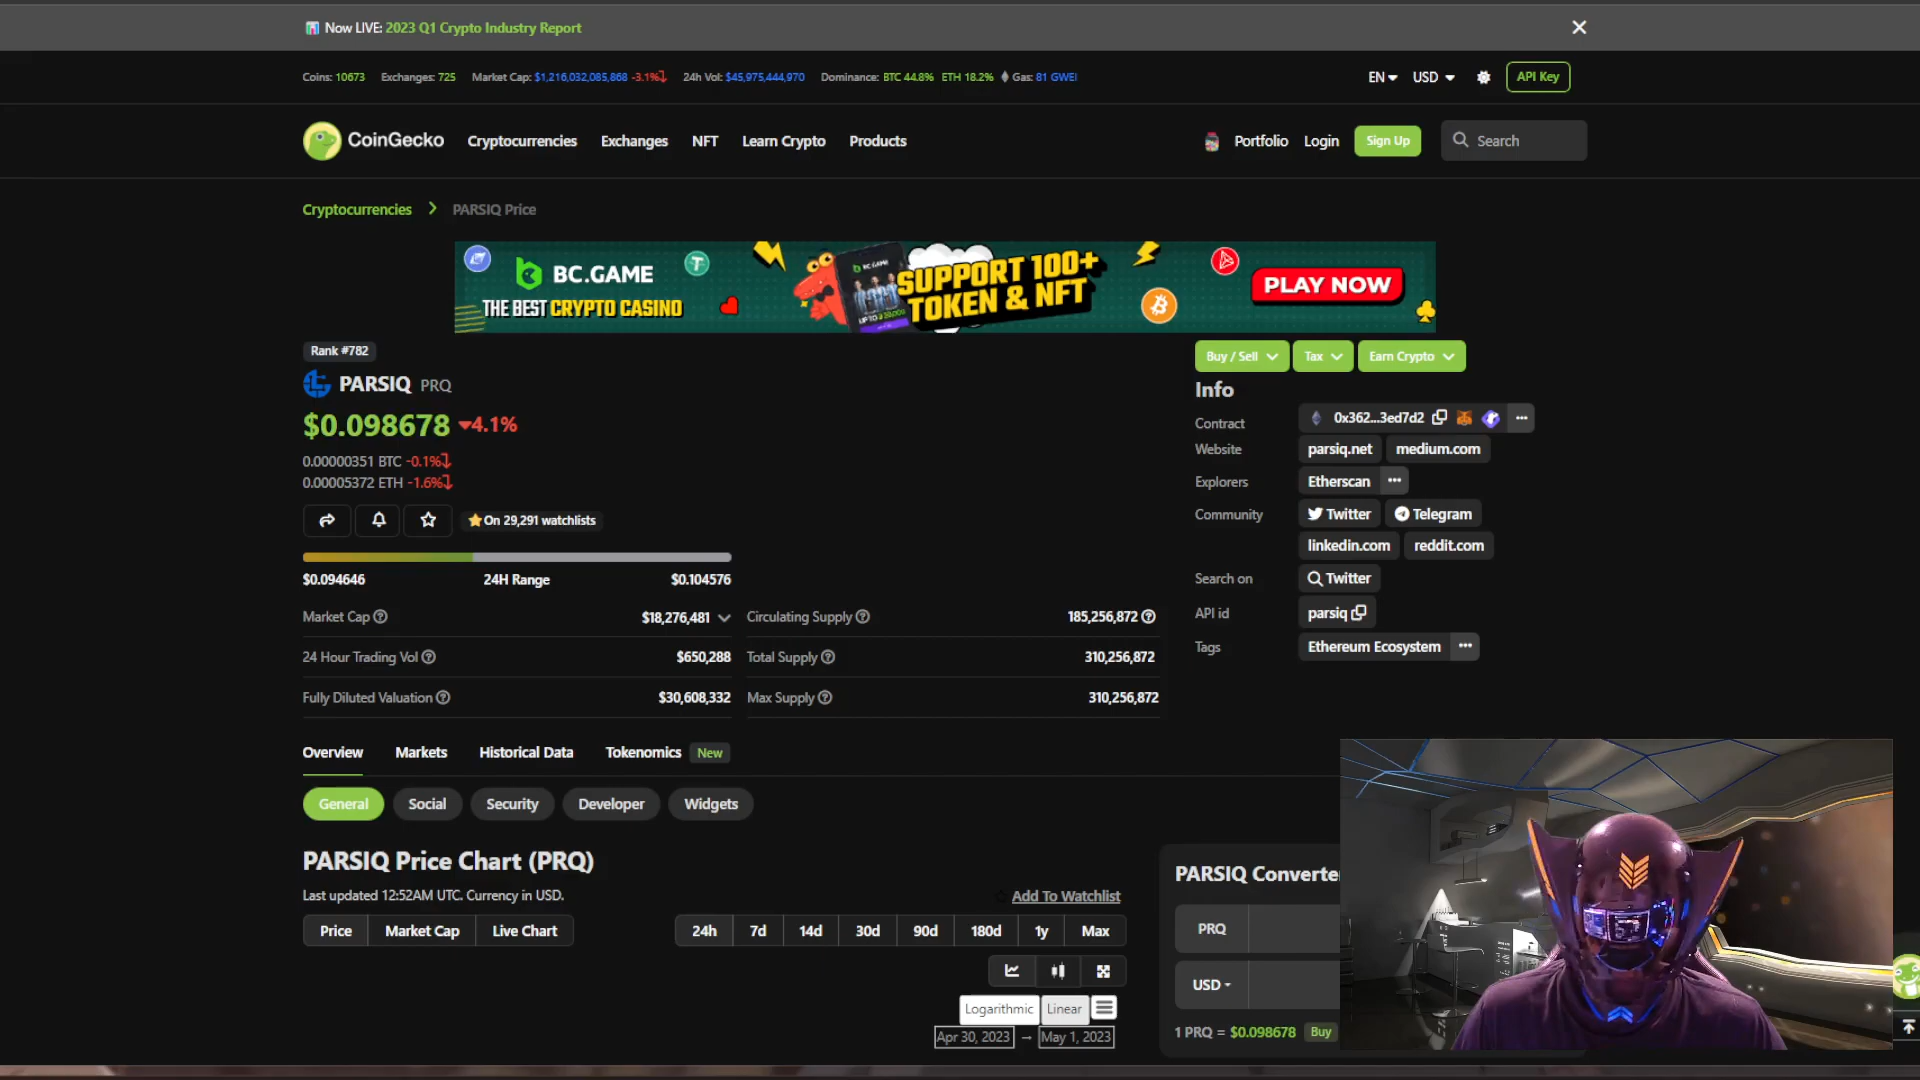 Now LIVE: 2023 Q1 Crypto Industry Report
Coins: 10673 Exchanges: 725 Market Cap: $1,216,032,085,868 -3.1% 24h Vol: $45,975,444,970 Dominance: BTC 44.8% ETH 18.2% Gas: 81 GWEI
EN USD API Key
CoinGecko Cryptocurrencies Exchanges NFT Learn Crypto Products Portfolio Login Sign Up Search
Cryptocurrencies > PARSIQ Price
BC.GAME
THE BEST CRYPTO CASINO
SUPPORT 100+
TOKEN & NFT
PLAY NOW
Rank #782
PARSIQ PRQ
$0.098678 4.1%
0.00000351 BTC -0.1%
0.00005372 ETH -1.6%
On 29,291 watchlists
$0.094646 24H Range $0.104576
Market Cap $18,276,481 Circulating Supply 185,256,872
24 Hour Trading Vol $650,288 Total Supply 310,256,872
Fully Diluted Valuation $30,608,332 Max Supply 310,256,872
Buy / Sell Tax Earn Crypto
Info
Contract 0x362...3ed7d2 ...
Website parsiq.net medium.com
Explorers Etherscan ...
Community Twitter Telegram
linkedin.com reddit.com
Search on Twitter
API id parsiq
Tags Ethereum Ecosystem ...
Overview Markets Historical Data Tokenomics New
General Social Security Developer Widgets
PARSIQ Price Chart (PRQ)
Last updated 12:52AM UTC. Currency in USD.
Add To Watchlist
Price Market Cap Live Chart 24h 7d 14d 30d 90d 180d 1y Max
Logarithmic Linear
Apr 30, 2023 → May 1, 2023
PARSIQ Converte
PRQ
USD
1 PRQ = $0.098678 Buy